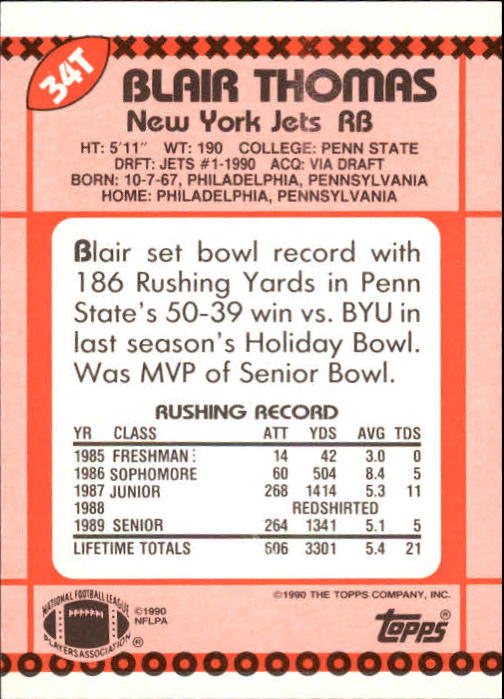 34T
BLAIR THOMAS
New York Jets RB
HT: 5'11" WT: 190 COLLEGE: PENN STATE
DRFT: JETS #1-1990 ACQ: VIA DRAFT
BORN: 10-7-67, PHILADELPHIA, PENNSYLVANIA
HOME: PHILADELPHIA, PENNSYLVANIA
Blair set bowl record with
186 Rushing Yards in Penn
State's 50-39 win vs. BYU in
last season's Holiday Bowl.
Was MVP of Senior Bowl.
RUSHING RECORD
YR CLASS ATT YDS AVG TDS
1985 FRESHMAN 14 42 3.0 0
1986 SOPHOMORE 60 504 8.4 5
1987 JUNIOR 268 1414 5.3 11
1988 REDSHIRTED
1989 SENIOR 264 1341 5.1 5
LIFETIME TOTALS 606 3301 5.4 21
©1990 THE TOPPS COMPANY, INC.
NATIONAL FOOTBALL LEAGUE
PLAYERS ASSOCIATION ®
©1990
NFLPA
topps®